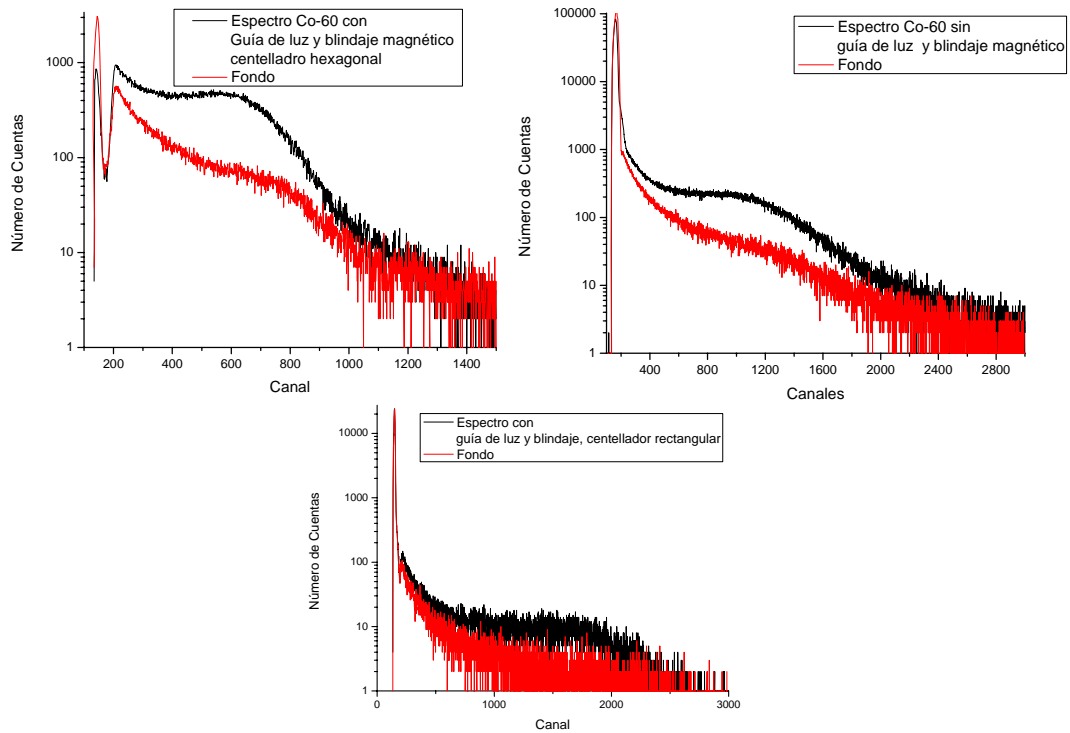 Espectro Co-60 con
Guía de luz y blindaje magnético
centelladro hexagonal
Fondo
Número de Cuentas
1000
100
10
1
200 400 600 800 1000 1200 1400
Canal
Espectro Co-60 sin
guía de luz y blindaje magnético
Fondo
Número de Cuentas
100000
10000
1000
100
10
1
400 800 1200 1600 2000 2400 2800
Canales
Espectro con
guía de luz y blindaje, centellador rectangular
Fondo
Número de Cuentas
10000
1000
100
10
1
0 1000 2000 3000
Canal